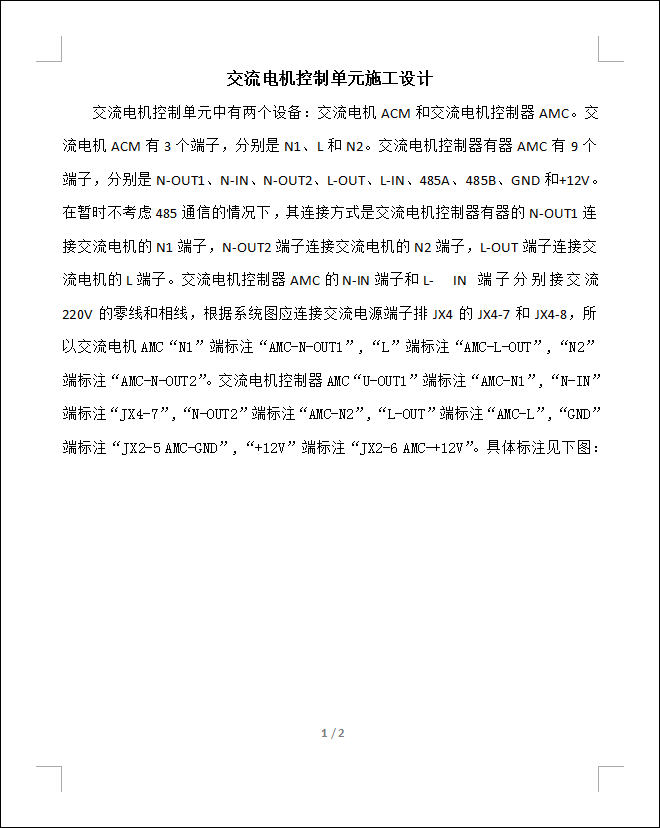 交流电机控制单元施工设计
交流电机控制单元中有两个设备：交流电机 ACM 和交流电机控制器 AMC。交
流电机 ACM 有 3 个端子，分别是 N1、L 和 N2。交流电机控制器有器 AMC 有 9 个
端子，分别是 N-OUT1、N-IN、N-OUT2、L-OUT、L-IN、485A、485B、GND 和+12V。
在暂时不考虑 485 通信的情况下，其连接方式是交流电机控制器有器的 N-OUT1 连
接交流电机的 N1 端子，N-OUT2 端子连接交流电机的 N2 端子，L-OUT 端子连接交
流电机的 L 端子。交流电机控制器 AMC 的 N-IN 端子和 L- IN 端子分别接交流
220V 的零线和相线，根据系统图应连接交流电源端子排 JX4 的 JX4-7 和 JX4-8，所
以交流电机 AMC“N1”端标注“AMC-N-OUT1”,“L”端标注“AMC-L-OUT”,“N2”
端标注“AMC-N-OUT2”。交流电机控制器 AMC“U-OUT1”端标注“AMC-N1”,“N-IN”
端标注“JX4-7”,“N-OUT2”端标注“AMC-N2”,“L-OUT”端标注“AMC-L”,“GND”
端标注“JX2-5 AMC-GND”,“+12V”端标注“JX2-6 AMC-+12V”。具体标注见下图：
1 / 2